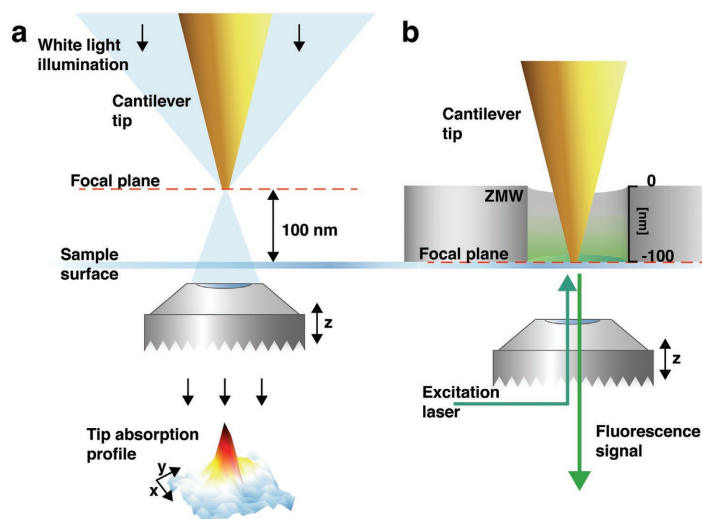 a
White light
illumination
Cantilever
tip
Focal plane
100 nm
Sample
surface
z
Tip absorption
profile
y
x
b
Cantilever
tip
ZMW
0
[nm]
Focal plane
-100
z
Excitation
laser
Fluorescence
signal